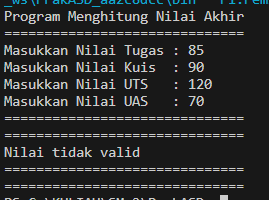 Program Menghitung Nilai Akhir
==============================
Masukkan Nilai Tugas : 85
Masukkan Nilai Kuis : 90
Masukkan Nilai UTS : 120
Masukkan Nilai UAS : 70
==============================
==============================
Nilai tidak valid
==============================
==============================